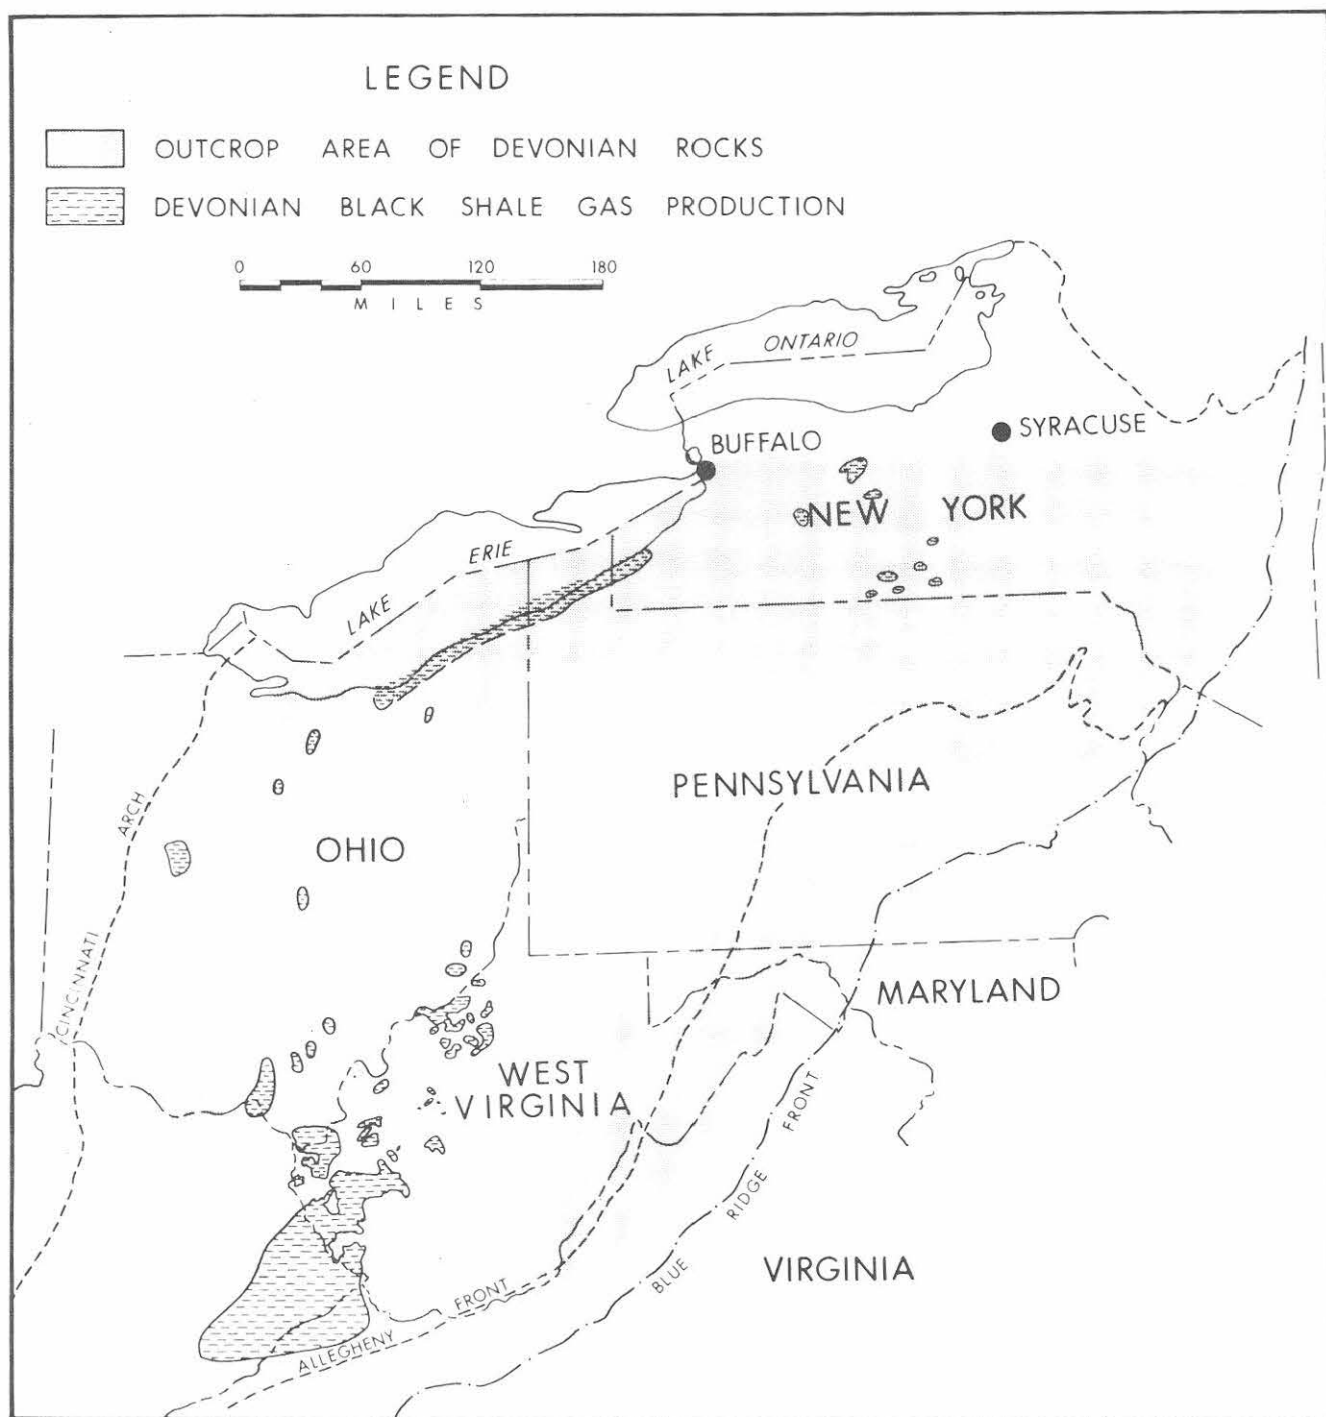 LEGEND
OUTCROP AREA OF DEVONIAN ROCKS
DEVONIAN BLACK SHALE GAS PRODUCTION
0 60 120 180
MILES
LAKE ONTARIO
SYRACUSE
BUFFALO
NEW YORK
LAKE ERIE
PENNSYLVANIA
OHIO
CINCINNATI ARCH
MARYLAND
WEST
VIRGINIA
BLUE RIDGE FRONT
VIRGINIA
ALLEGHENY FRONT